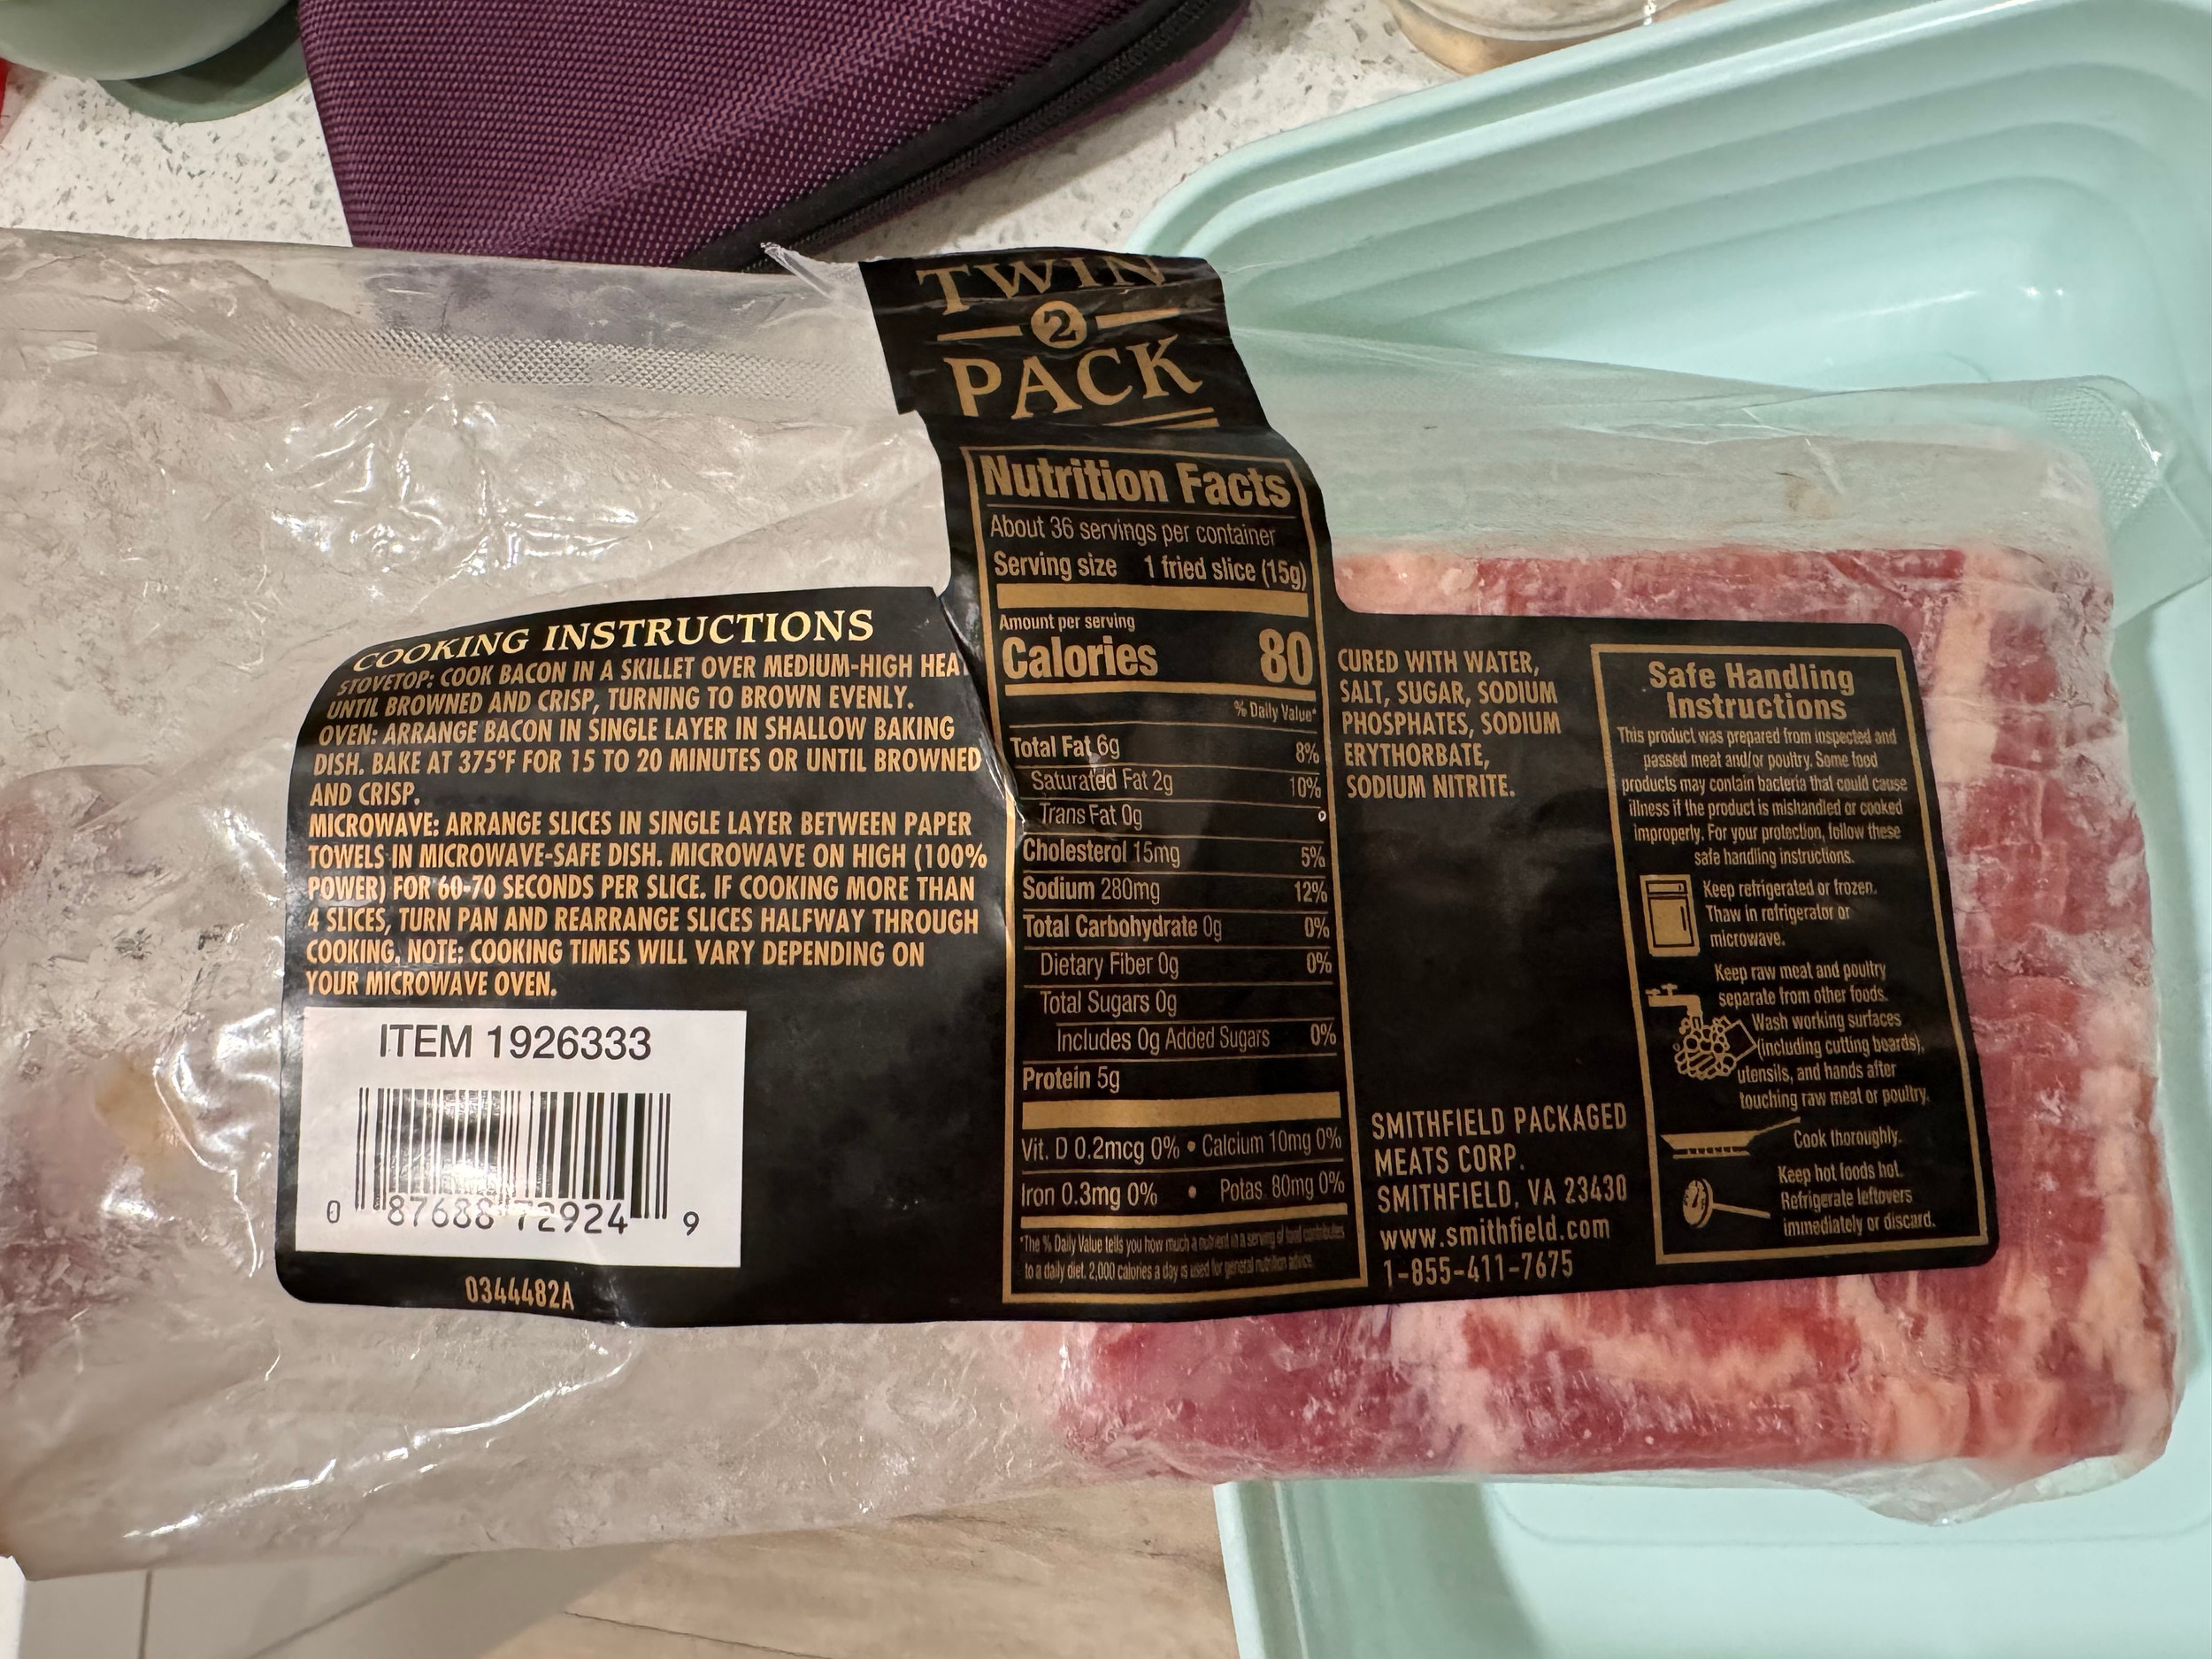 TWIN
2
PACK
Nutrition Facts
About 36 servings per container
Serving size 1 fried slice (15g)
Amount per serving
Calories 80
% Daily Value*
Total Fat 6g 8%
Saturated Fat 2g 10%
Trans Fat 0g
Cholesterol 15mg 5%
Sodium 280mg 12%
Total Carbohydrate 0g 0%
Dietary Fiber 0g 0%
Total Sugars 0g
Includes 0g Added Sugars 0%
Protein 5g
Vit. D 0.2mcg 0% • Calcium 10mg 0%
Iron 0.3mg 0% • Potas. 80mg 0%
*The % Daily Value tells you how much a nutrient in a serving of food contributes
to a daily diet. 2,000 calories a day is used for general nutrition advice.
COOKING INSTRUCTIONS
STOVETOP: COOK BACON IN A SKILLET OVER MEDIUM-HIGH HEA
UNTIL BROWNED AND CRISP, TURNING TO BROWN EVENLY.
OVEN: ARRANGE BACON IN SINGLE LAYER IN SHALLOW BAKING
DISH. BAKE AT 375°F FOR 15 TO 20 MINUTES OR UNTIL BROWNED
AND CRISP.
MICROWAVE: ARRANGE SLICES IN SINGLE LAYER BETWEEN PAPER
TOWELS IN MICROWAVE-SAFE DISH. MICROWAVE ON HIGH (100%
POWER) FOR 60-70 SECONDS PER SLICE. IF COOKING MORE THAN
4 SLICES, TURN PAN AND REARRANGE SLICES HALFWAY THROUGH
COOKING. NOTE: COOKING TIMES WILL VARY DEPENDING ON
YOUR MICROWAVE OVEN.
ITEM 1926333
0 87688 72924 9
0344482A
CURED WITH WATER,
SALT, SUGAR, SODIUM
PHOSPHATES, SODIUM
ERYTHORBATE,
SODIUM NITRITE.
SMITHFIELD PACKAGED
MEATS CORP.
SMITHFIELD, VA 23430
www.smithfield.com
1-855-411-7675
Safe Handling
Instructions
This product was prepared from inspected and
passed meat and/or poultry. Some food
products may contain bacteria that could cause
illness if the product is mishandled or cooked
improperly. For your protection, follow these
safe handling instructions.
Keep refrigerated or frozen.
Thaw in refrigerator or
microwave.
Keep raw meat and poultry
separate from other foods.
Wash working surfaces
(including cutting boards),
utensils, and hands after
touching raw meat or poultry.
Cook thoroughly.
Keep hot foods hot.
Refrigerate leftovers
immediately or discard.